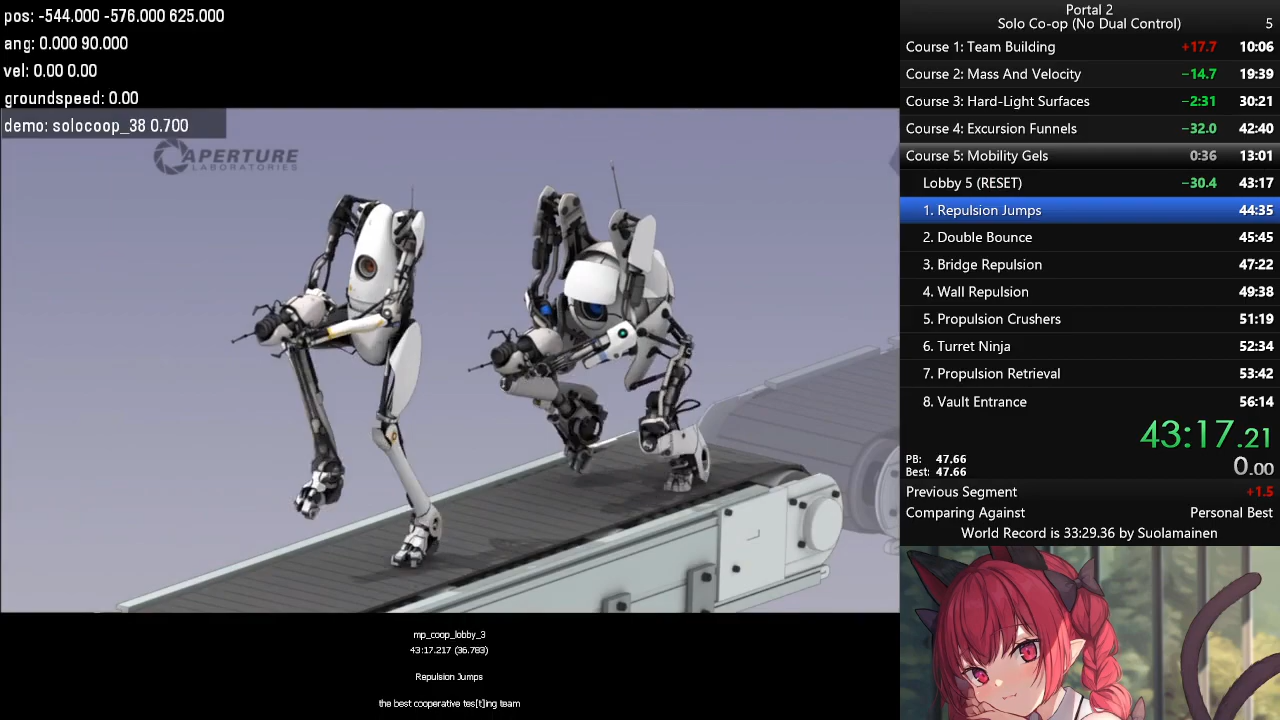 pos: -544.000 -576.000 625.000
ang: 0.000 90.000
vel: 0.00 0.00
groundspeed: 0.00
demo: solocoop_38 0.700
APERTURE
LABORATORIES
mp_coop_lobby_3
43:17.217 (36.783)
Repulsion Jumps
the best cooperative tes[t]ing team
Portal 2
Solo Co-op (No Dual Control) 5
Course 1: Team Building +17.7 10:06
Course 2: Mass And Velocity −14.7 19:39
Course 3: Hard-Light Surfaces −2:31 30:21
Course 4: Excursion Funnels −32.0 42:40
Course 5: Mobility Gels 0:36 13:01
Lobby 5 (RESET) −30.4 43:17
1. Repulsion Jumps 44:35
2. Double Bounce 45:45
3. Bridge Repulsion 47:22
4. Wall Repulsion 49:38
5. Propulsion Crushers 51:19
6. Turret Ninja 52:34
7. Propulsion Retrieval 53:42
8. Vault Entrance 56:14
43:17.21
PB: 47.66
Best: 47.66 0.00
Previous Segment +1.5
Comparing Against Personal Best
World Record is 33:29.36 by Suolamainen